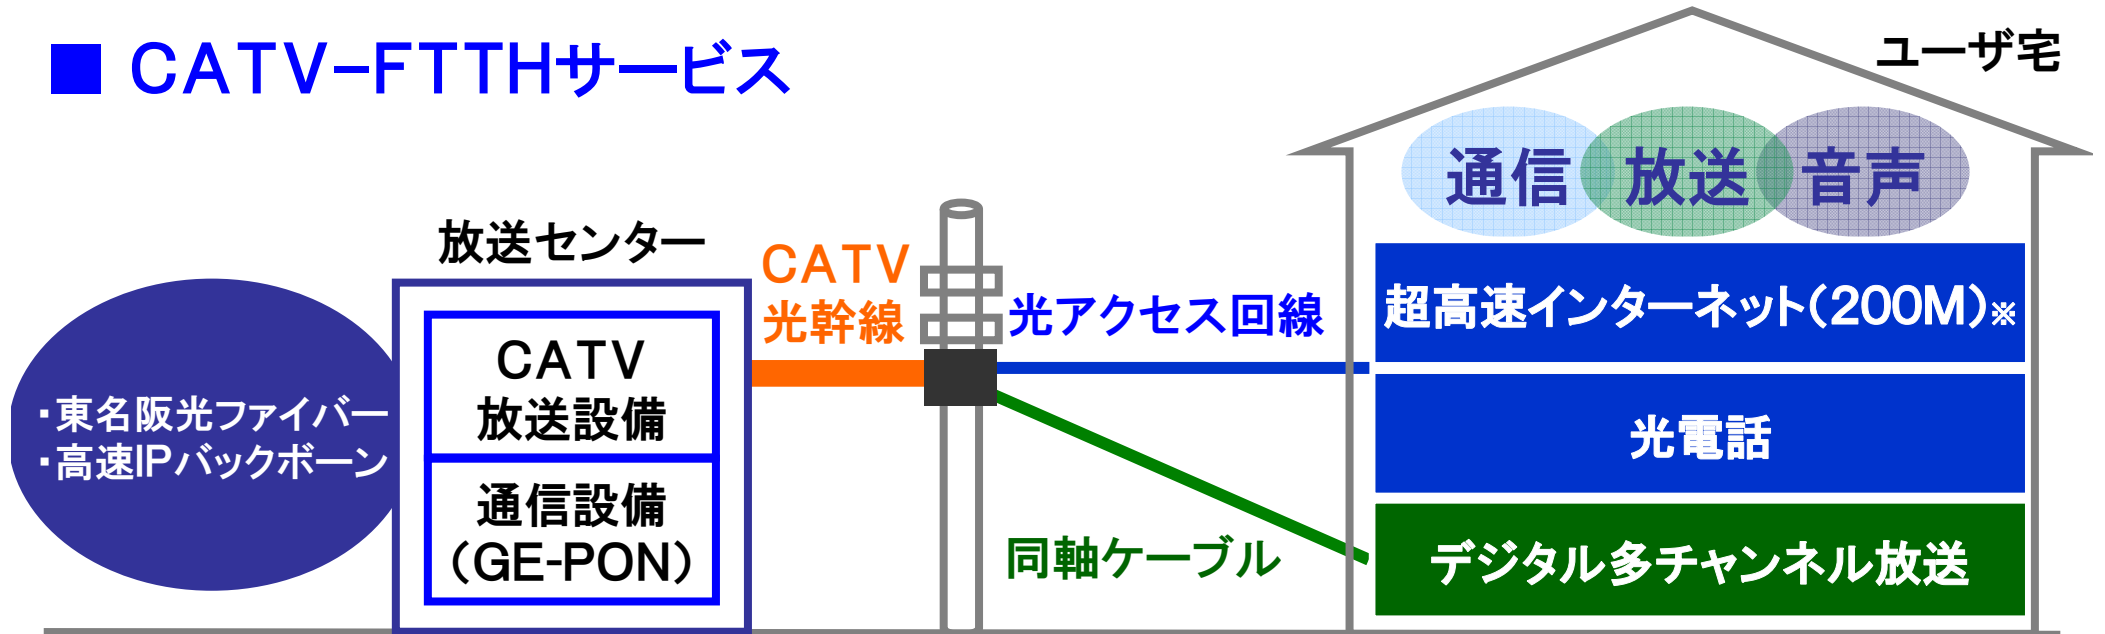 ■ CATV-FTTHサービス
ユーザ宅
通信 放送 音声
放送センター
CATV
光幹線
光アクセス回線
超高速インターネット(200M)※
CATV
放送設備
・東名阪光ファイバー
・高速IPバックボーン
光電話
通信設備
(GE-PON)
同軸ケーブル
デジタル多チャンネル放送